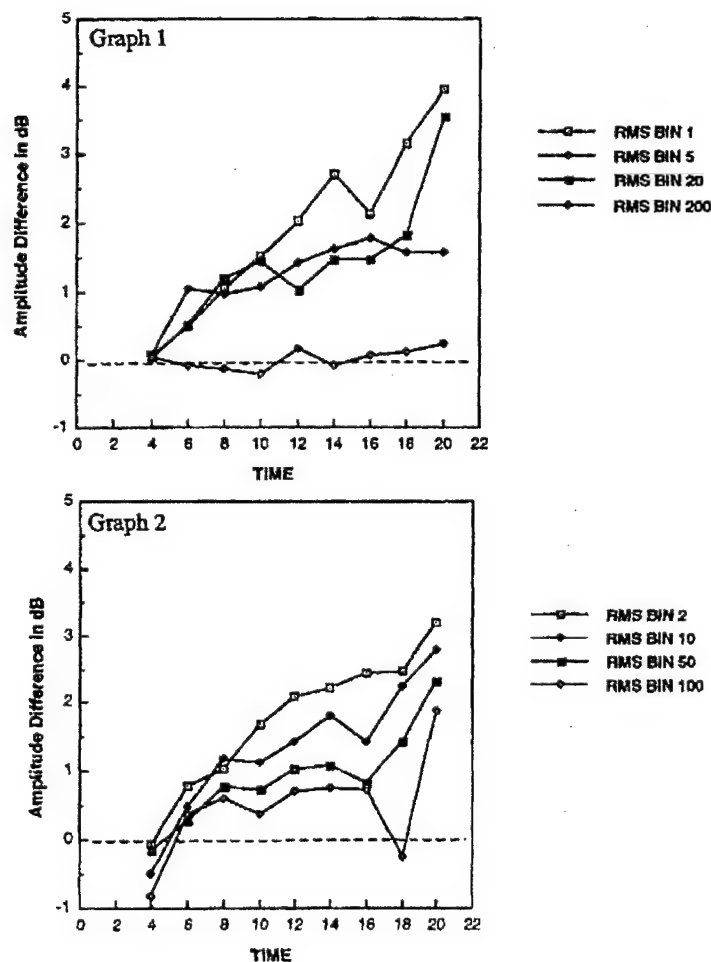 Graph 1
5
4
3
2
1
0
-1
Amplitude Difference in dB
0 2 4 6 8 10 12 14 16 18 20 22
TIME
RMS BIN 1
RMS BIN 5
RMS BIN 20
RMS BIN 200
Graph 2
5
4
3
2
1
0
-1
Amplitude Difference in dB
0 2 4 6 8 10 12 14 16 18 20 22
TIME
RMS BIN 2
RMS BIN 10
RMS BIN 50
RMS BIN 100